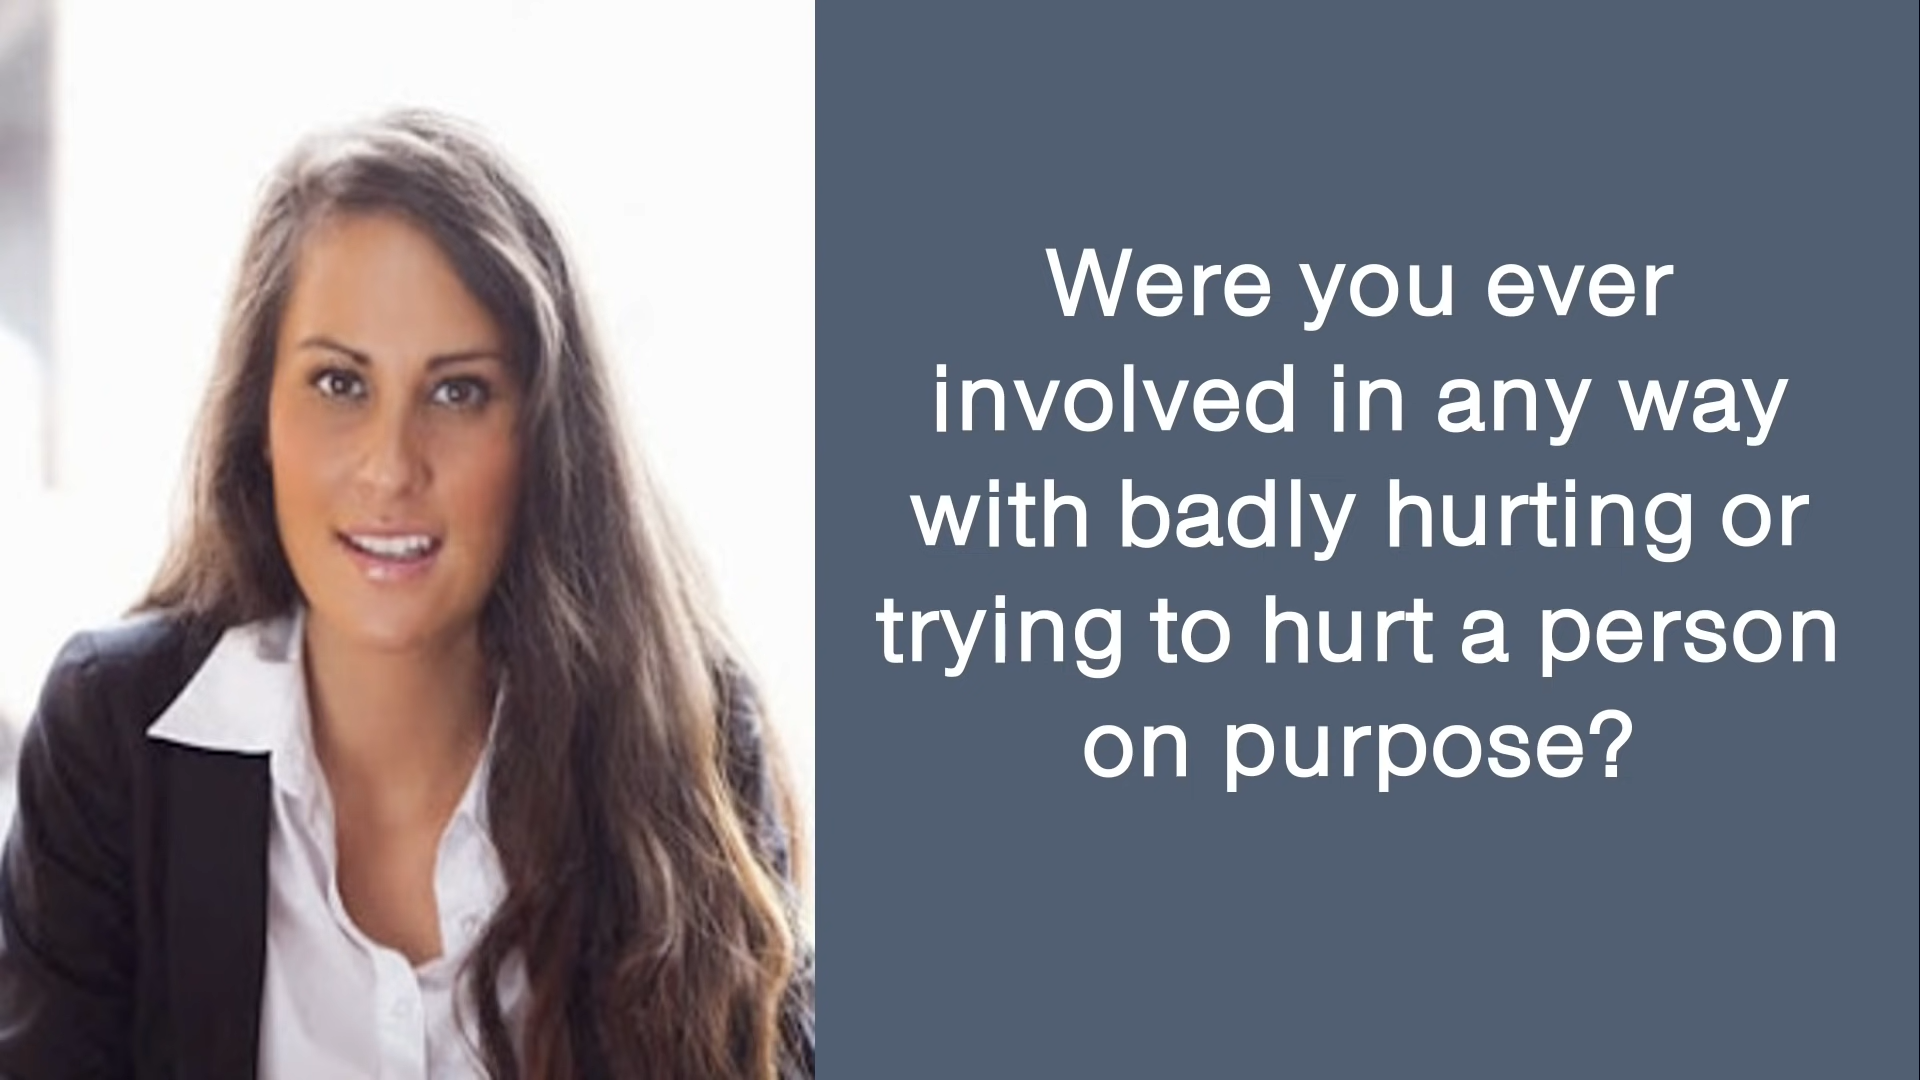 Were you ever
involved in any way
with badly hurting or
trying to hurt a person
on purpose?